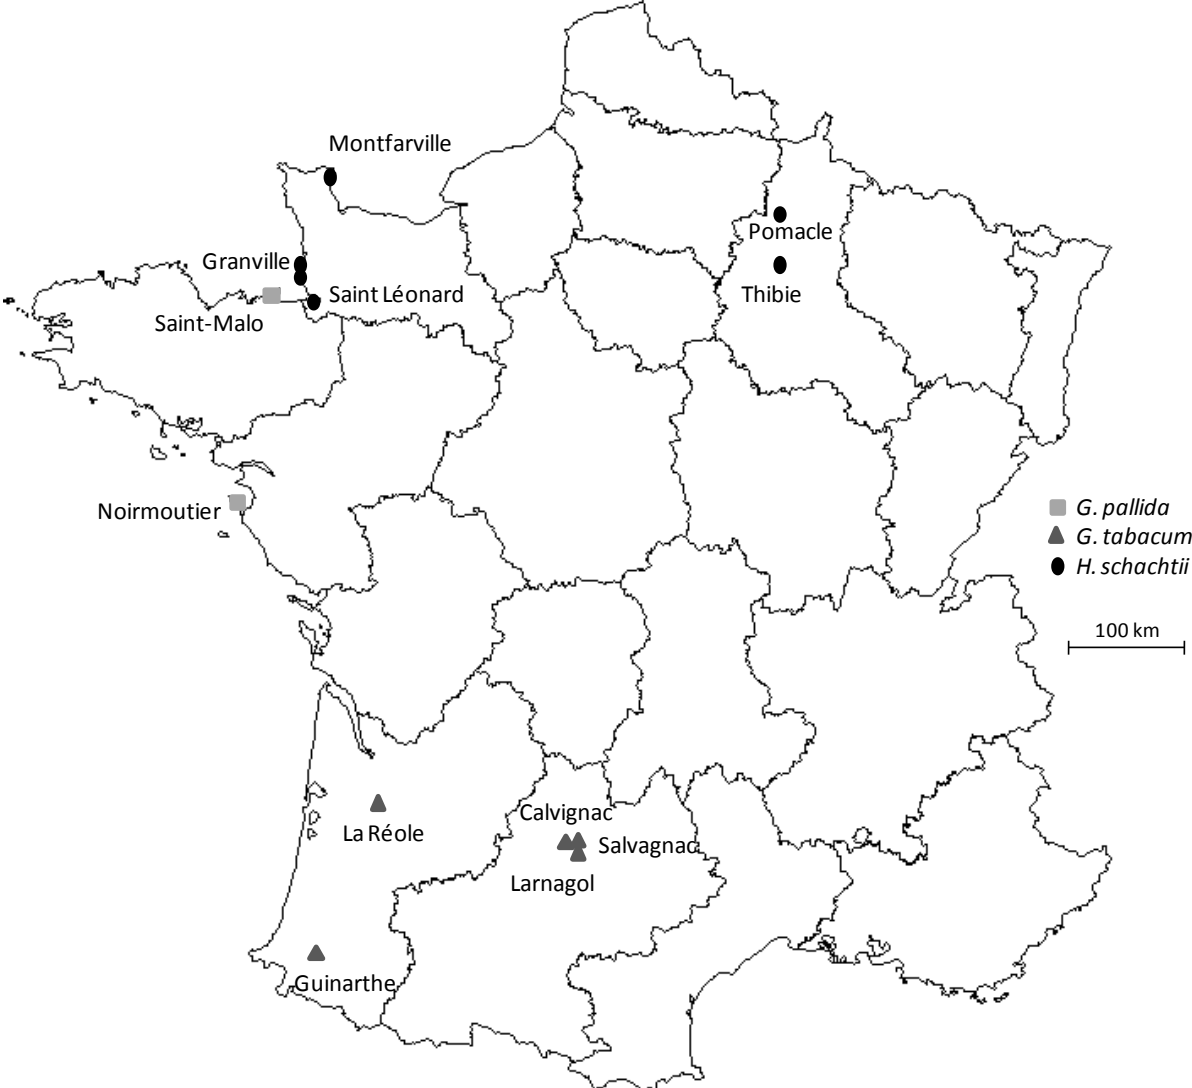 Montfarville
Pomacle
Granville
Saint Léonard
Thibie
Saint-Malo
Noirmoutier
G. pallida
G. tabacum
H. schachtii
100 km
Calvignac
La Réole
Salvagnac
Larnagol
Guinarthe